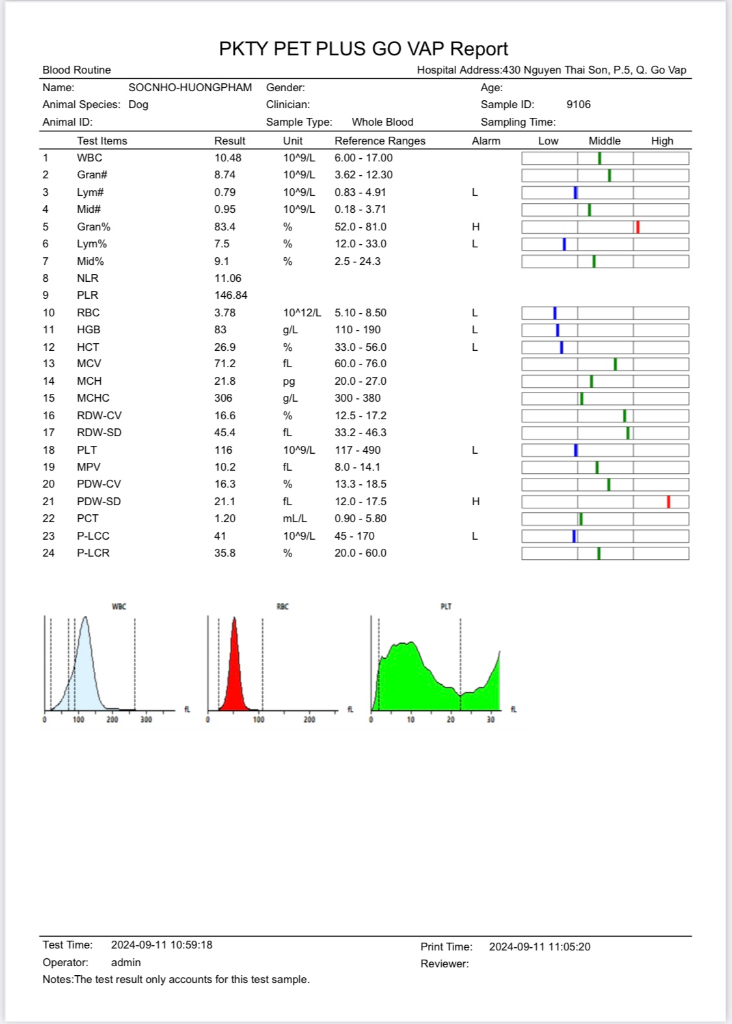 PKTY PET PLUS GO VAP Report
Blood Routine Hospital Address:430 Nguyen Thai Son, P.5, Q. Go Vap
Name: SOCNHO-HUONGPHAM Gender: Age:
Animal Species: Dog Clinician: Sample ID: 9106
Animal ID: Sample Type: Whole Blood Sampling Time:
Test Items Result Unit Reference Ranges Alarm Low Middle High
1 WBC 10.48 10^9/L 6.00 - 17.00
2 Gran# 8.74 10^9/L 3.62 - 12.30
3 Lym# 0.79 10^9/L 0.83 - 4.91 L
4 Mid# 0.95 10^9/L 0.18 - 3.71
5 Gran% 83.4 % 52.0 - 81.0 H
6 Lym% 7.5 % 12.0 - 33.0 L
7 Mid% 9.1 % 2.5 - 24.3
8 NLR 11.06
9 PLR 146.84
10 RBC 3.78 10^12/L 5.10 - 8.50 L
11 HGB 83 g/L 110 - 190 L
12 HCT 26.9 % 33.0 - 56.0 L
13 MCV 71.2 fL 60.0 - 76.0
14 MCH 21.8 pg 20.0 - 27.0
15 MCHC 306 g/L 300 - 380
16 RDW-CV 16.6 % 12.5 - 17.2
17 RDW-SD 45.4 fL 33.2 - 46.3
18 PLT 116 10^9/L 117 - 490 L
19 MPV 10.2 fL 8.0 - 14.1
20 PDW-CV 16.3 % 13.3 - 18.5
21 PDW-SD 21.1 fL 12.0 - 17.5 H
22 PCT 1.20 mL/L 0.90 - 5.80
23 P-LCC 41 10^9/L 45 - 170 L
24 P-LCR 35.8 % 20.0 - 60.0
WBC RBC PLT
fL fL fL
0 100 200 300 0 100 200 0 10 20 30
Test Time: 2024-09-11 10:59:18 Print Time: 2024-09-11 11:05:20
Operator: admin Reviewer:
Notes:The test result only accounts for this test sample.